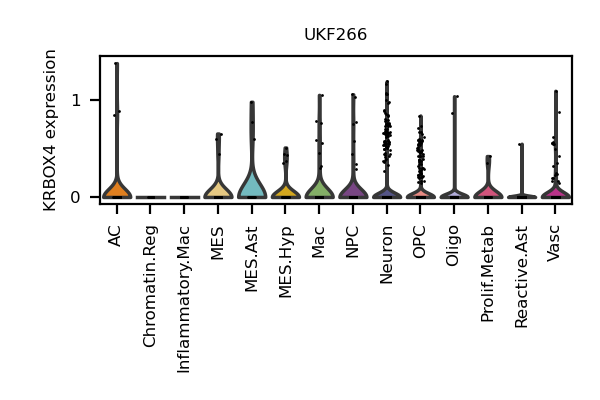 UKF266
KRBOX4 expression
1
0
AC
Chromatin.Reg
Inflammatory.Mac
MES
MES.Ast
MES.Hyp
Mac
NPC
Neuron
OPC
Oligo
Prolif.Metab
Reactive.Ast
Vasc